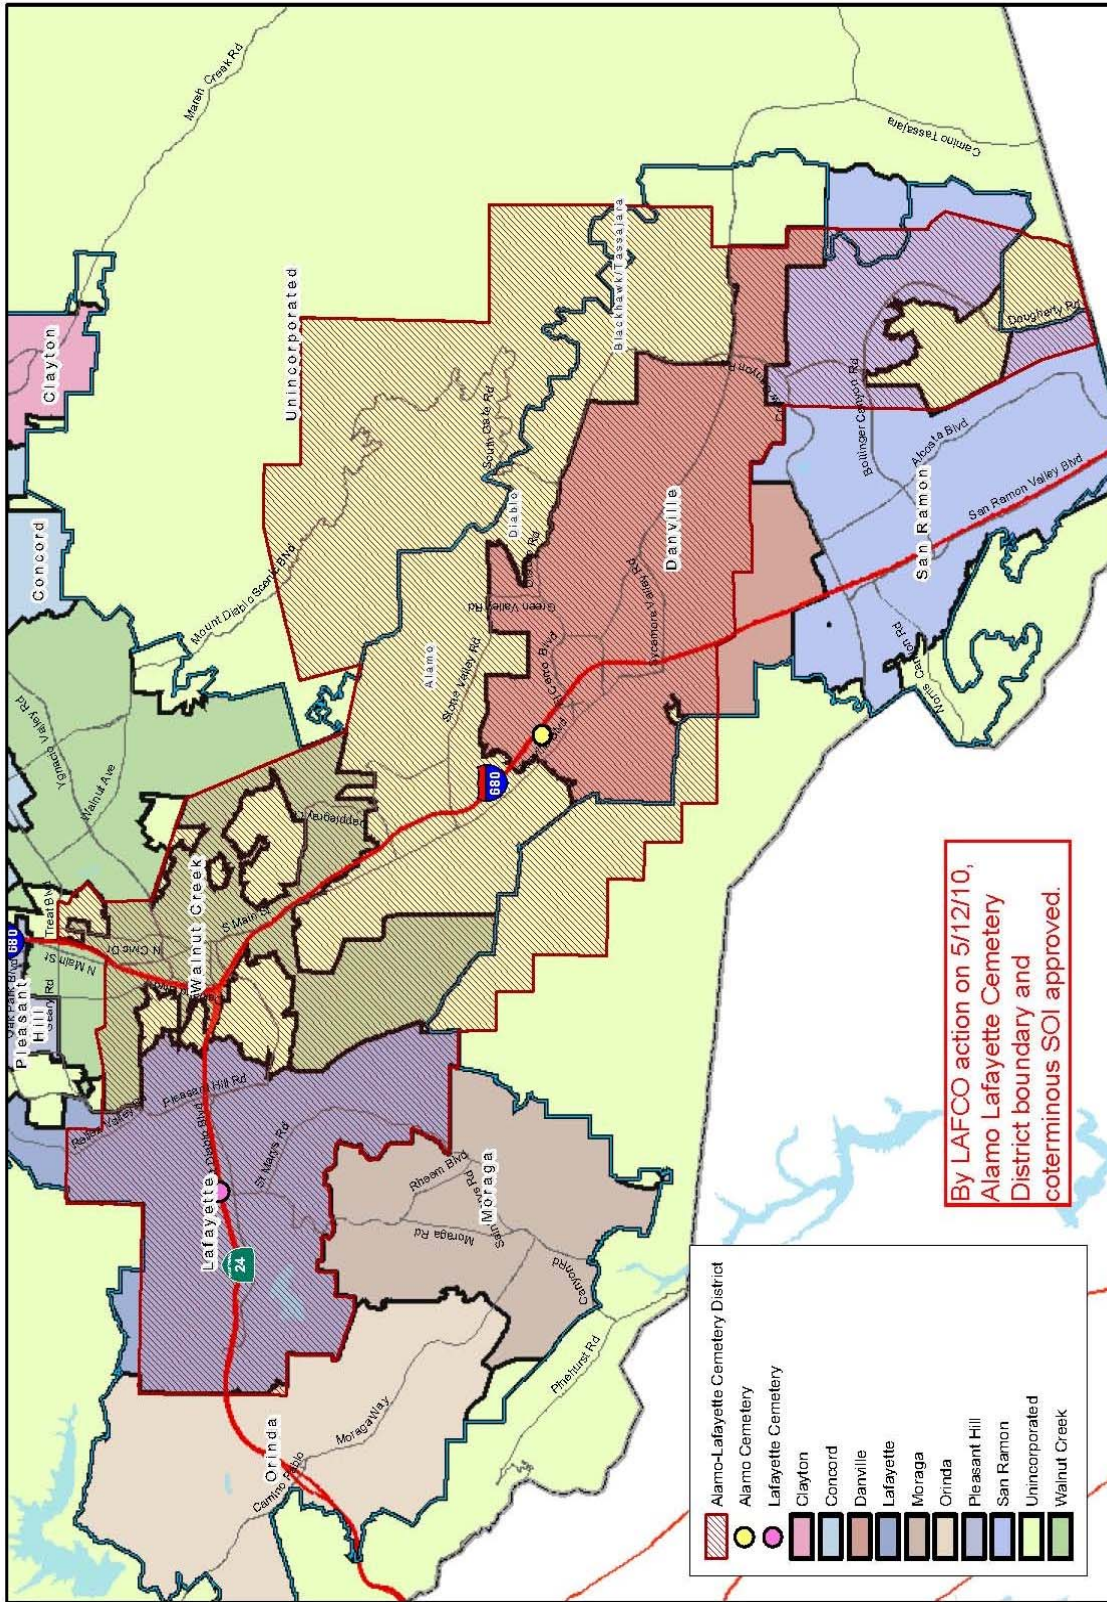 Marsh Creek Rd
Clayton
Concord
Unincorporated
Camino Tassajara
Blackhawk/Tassajara
Mount Diablo Scenic Blvd
South Gate Rd
Diablo
Ygnacio Valley Rd
Walnut Ave
Treat Blvd
680
N Main St
N Civic Dr
Geary Rd
Pleasant
Hill
Walnut Creek
S Main St
Alamo
Stone Valley Rd
Green Valley Rd
Danville
Sycamore Valley Rd
680
Dougherty Rd
Bollinger Canyon Rd
Alcosta Blvd
San Ramon
San Ramon Valley Blvd
Norris Canyon Rd
Pleasant Hill Rd
Lafayette
St Marys Rd
24
Moraga
Rheem Blvd
Moraga Rd
Canyon Rd
Pinehurst Rd
Orinda
Moraga Way
Camino Pablo
By LAFCO action on 5/12/10,
Alamo Lafayette Cemetery
District boundary and
coterminous SOI approved.
Alamo-Lafayette Cemetery District
Alamo Cemetery
Lafayette Cemetery
Clayton
Concord
Danville
Lafayette
Moraga
Orinda
Pleasant Hill
San Ramon
Unincorporated
Walnut Creek